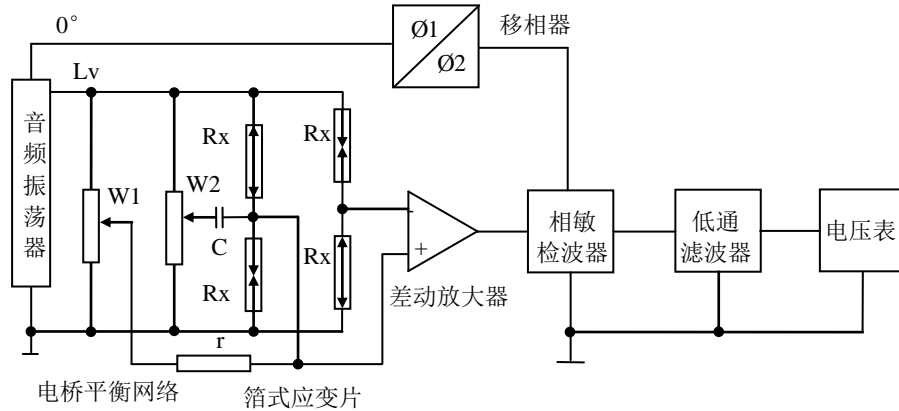 0°
Ø1
Ø2
移相器
Lv
音频振荡器
Rx
Rx
W1
W2
C
Rx
Rx
-
+
差动放大器
相敏
检波器
低通
滤波器
电压表
r
电桥平衡网络
箔式应变片